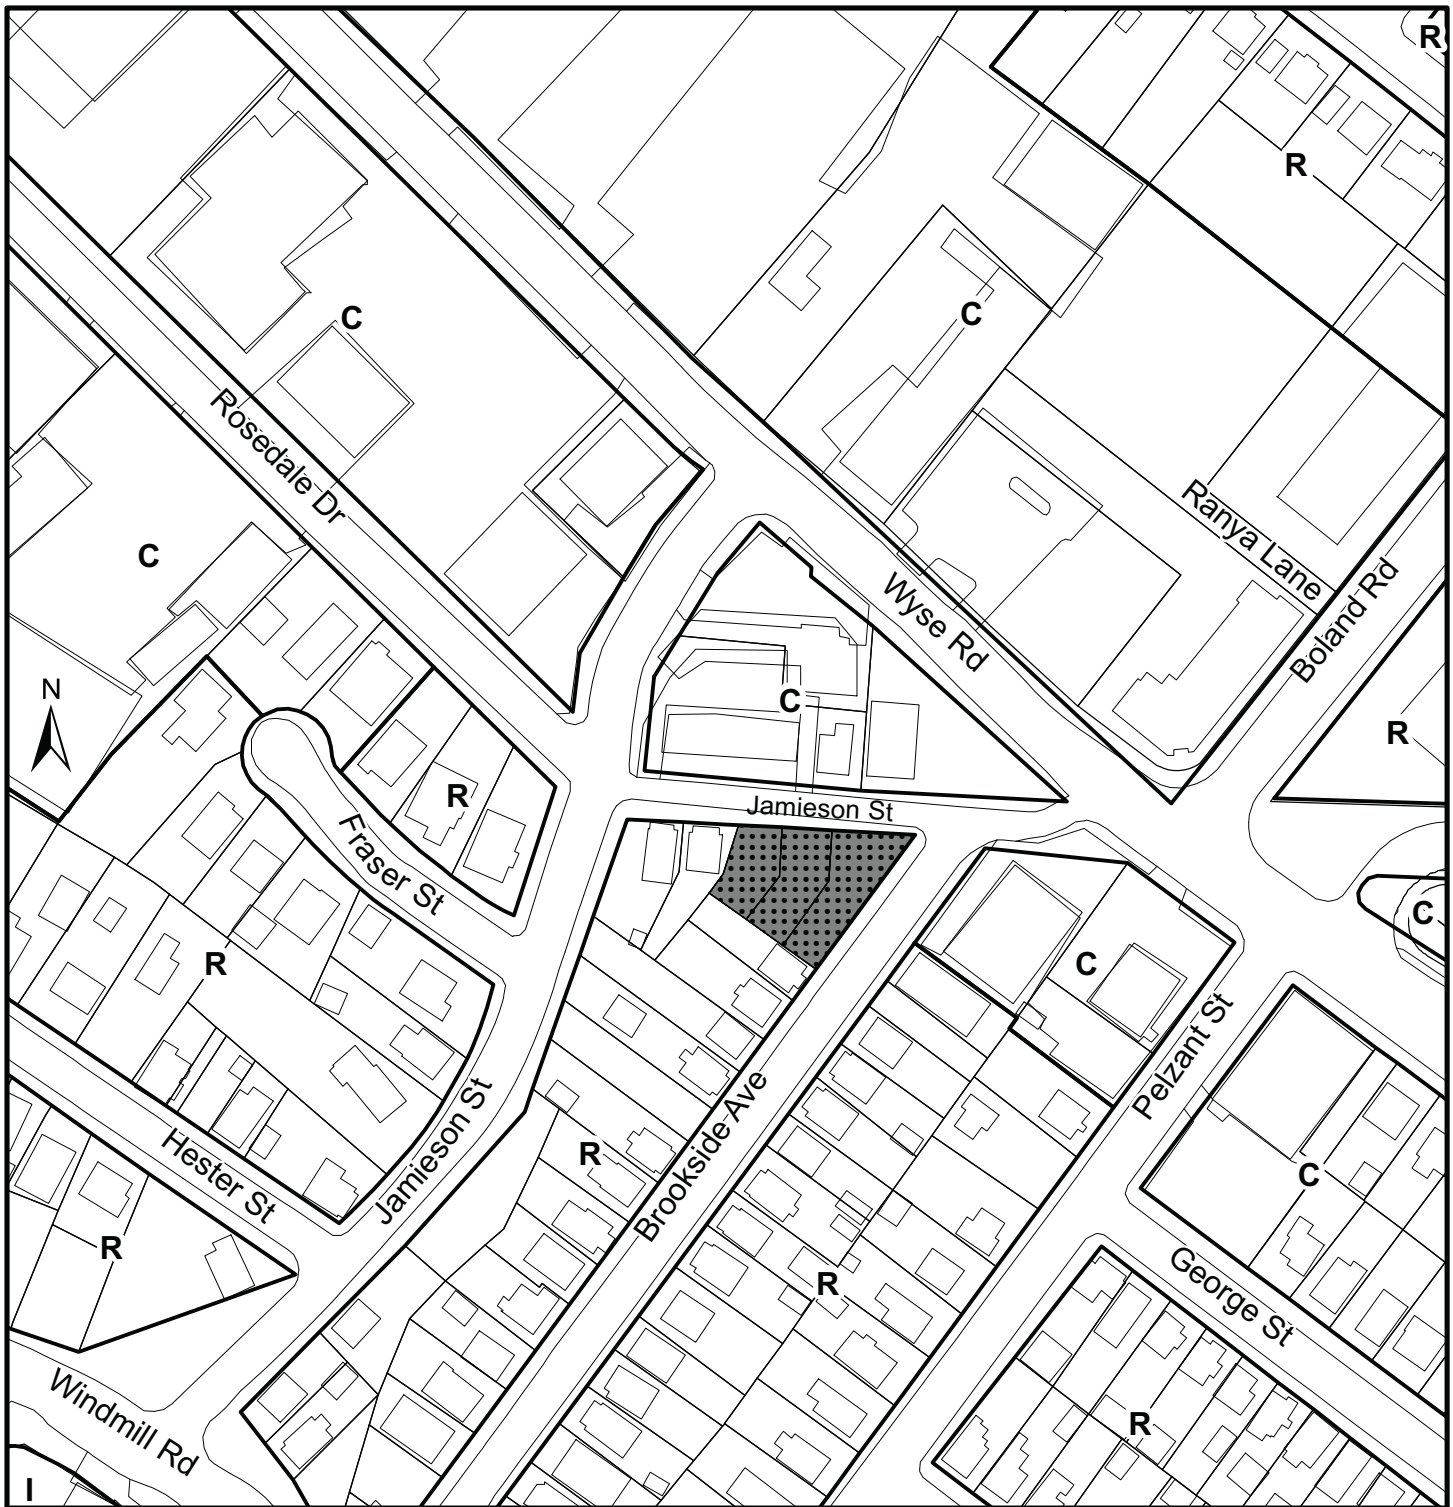 R
R
C
C
Rosedale Dr
Ranya Lane
C
Wyse Rd
Boland Rd
N
C
R
R
Jamieson St
Fraser St
C
R
C
Pelzant St
Brookside Ave
Jamieson St
Hester St
R
C
R
R
George St
Windmill Rd
R
I